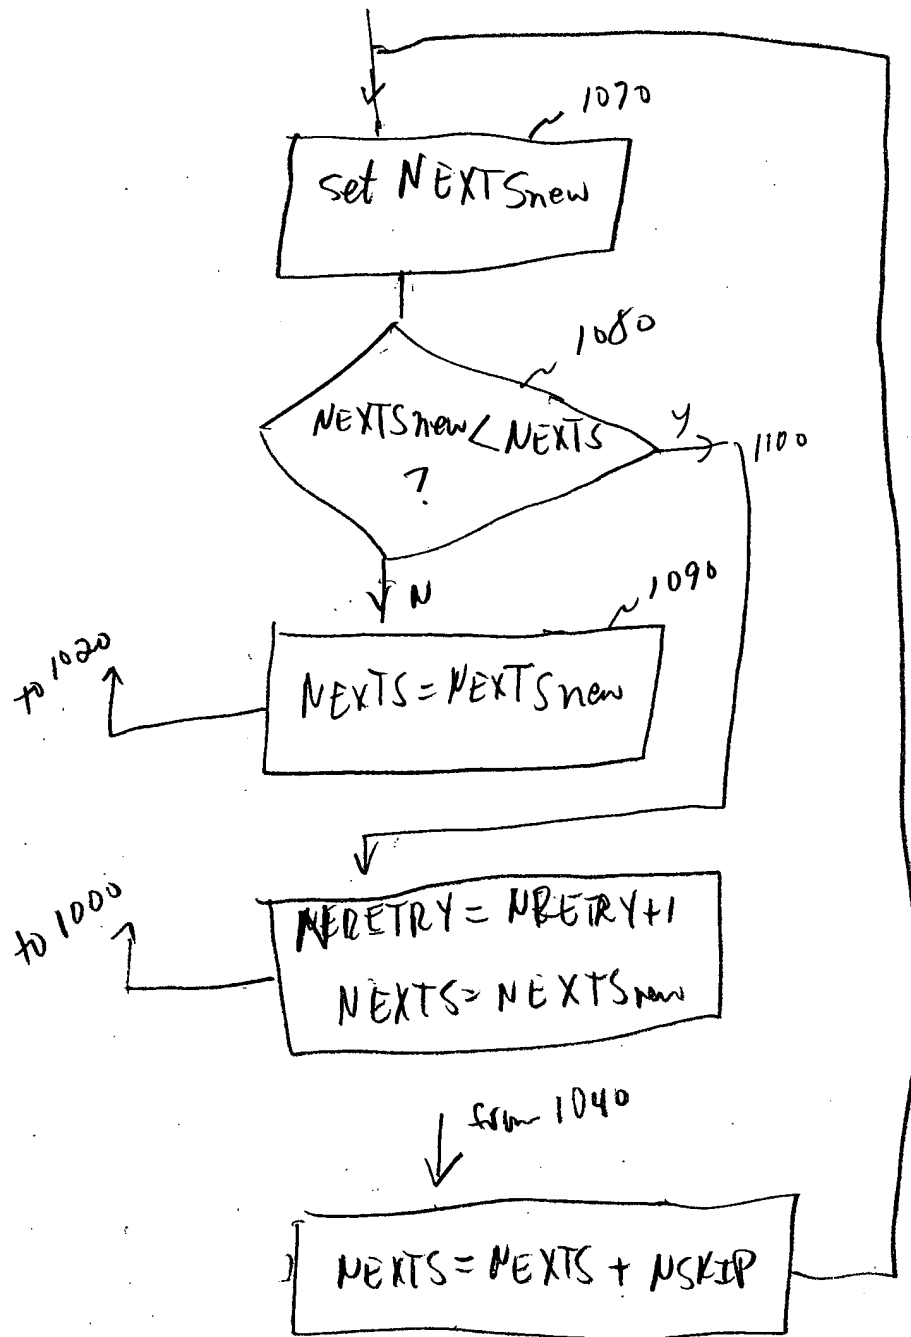 1070
set NEXTSnew
1080
NEXTSnew < NEXTS
?
Y
1100
N
1090
to 1020
NEXTS = NEXTSnew
to 1000
NRETRY = NRETRY + 1
NEXTS = NEXTSnew
from 1040
NEXTS = NEXTS + NSKIP